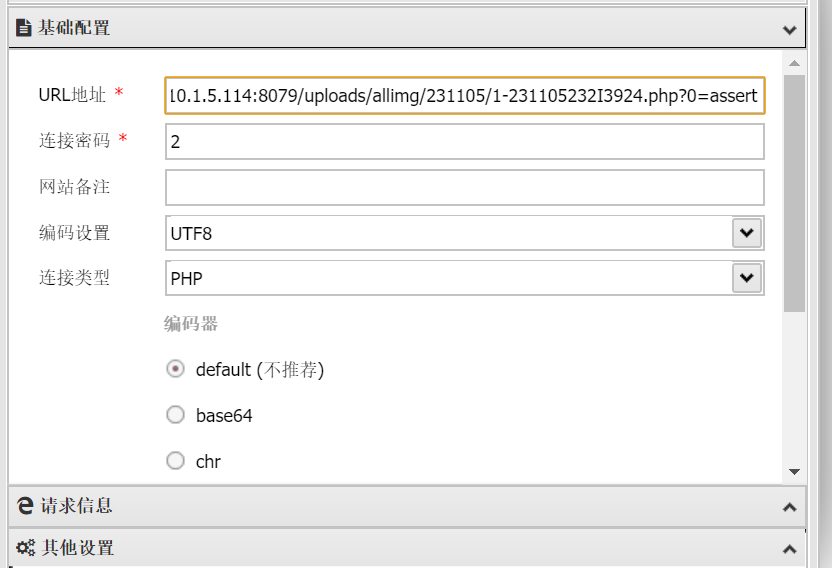 基础配置
URL地址 *
10.1.5.114:8079/uploads/allimg/231105/1-231105232I3924.php?0=assert
连接密码 *
2
网站备注
编码设置
UTF8
连接类型
PHP
编码器
default (不推荐)
base64
chr
请求信息
其他设置